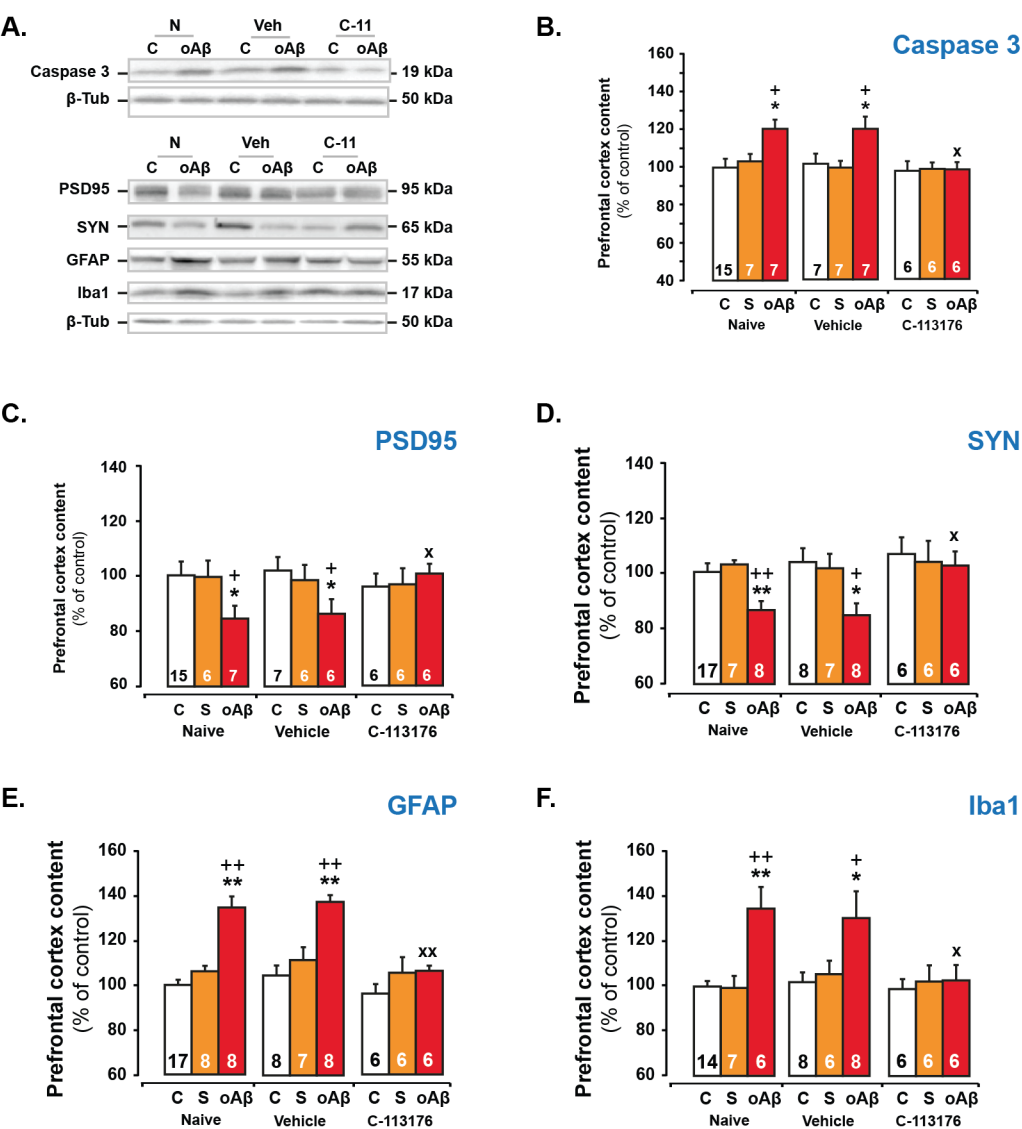 A.
N Veh C-11
C oAβ C oAβ C oAβ
Caspase 3 19 kDa
β-Tub 50 kDa
N Veh C-11
C oAβ C oAβ C oAβ
PSD95 95 kDa
SYN 65 kDa
GFAP 55 kDa
Iba1 17 kDa
β-Tub 50 kDa
B.
Caspase 3
Prefrontal cortex content
(% of control)
160
140
120
100
80
60
40
+ + 
* * x
15 7 7 7 7 7 6 6 6
C S oAβ C S oAβ C S oAβ
Naive Vehicle C-113176
C.
PSD95
Prefrontal cortex content
(% of control)
140
120
100
80
60
+ + x
* *
15 6 7 7 6 6 6 6 6
C S oAβ C S oAβ C S oAβ
Naive Vehicle C-113176
D.
SYN
Prefrontal cortex content
(% of control)
140
120
100
80
60
++ + x
** *
17 7 8 8 7 8 6 6 6
C S oAβ C S oAβ C S oAβ
Naive Vehicle C-113176
E.
GFAP
Prefrontal cortex content
(% of control)
160
140
120
100
80
60
++ ++
** ** xx
17 8 8 8 7 8 6 6 6
C S oAβ C S oAβ C S oAβ
Naive Vehicle C-113176
F.
Iba1
Prefrontal cortex content
(% of control)
160
140
120
100
80
60
++ +
** * x
14 7 6 8 6 8 6 6 6
C S oAβ C S oAβ C S oAβ
Naive Vehicle C-113176